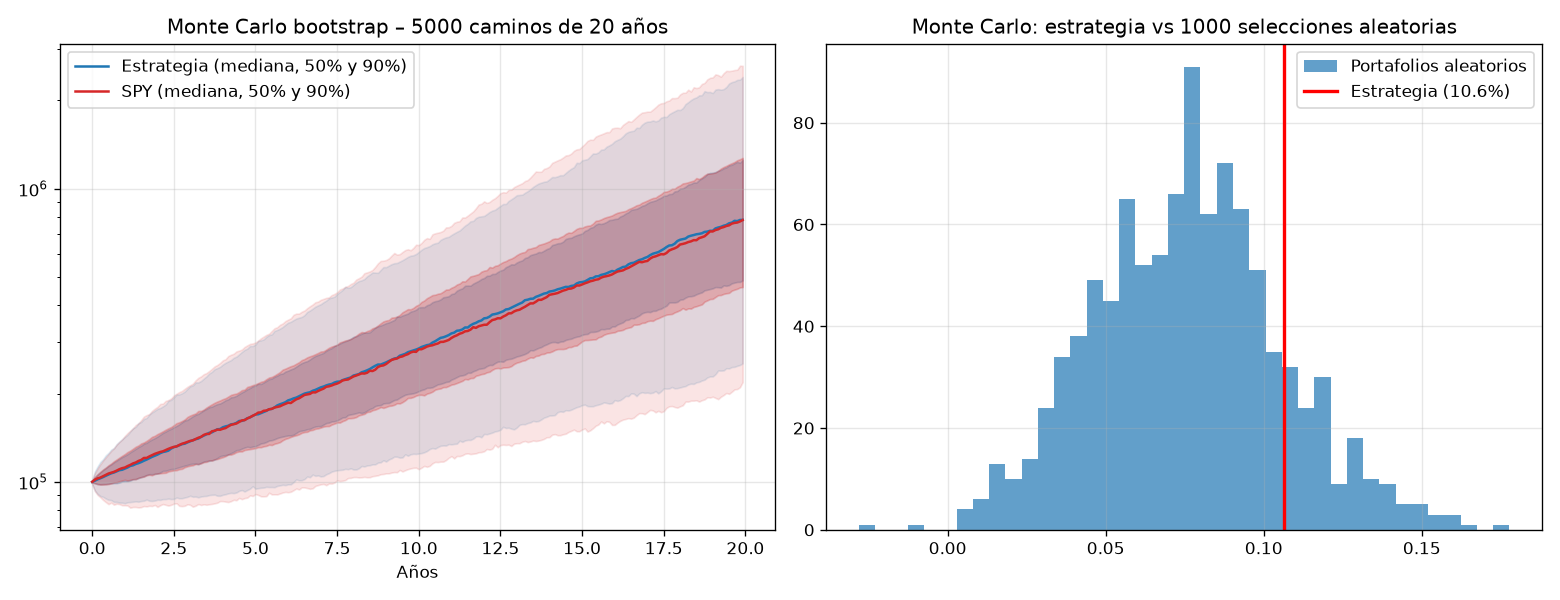 Monte Carlo bootstrap – 5000 caminos de 20 años
Estrategia (mediana, 50% y 90%)
SPY (mediana, 50% y 90%)
10⁶
10⁵
0.0 2.5 5.0 7.5 10.0 12.5 15.0 17.5 20.0
Años
Monte Carlo: estrategia vs 1000 selecciones aleatorias
Portafolios aleatorios
Estrategia (10.6%)
80
60
40
20
0
0.00 0.05 0.10 0.15